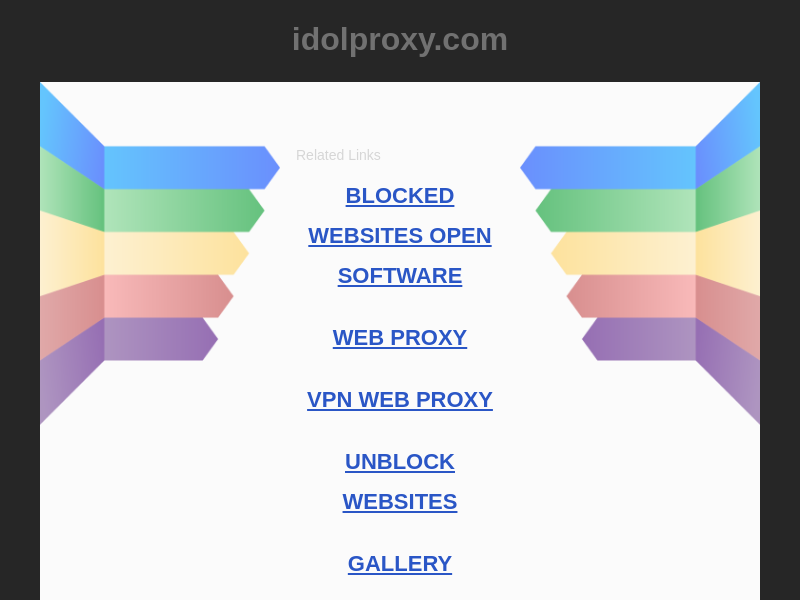 idolproxy.com
Related Links
BLOCKED
WEBSITES OPEN
SOFTWARE
WEB PROXY
VPN WEB PROXY
UNBLOCK
WEBSITES
GALLERY